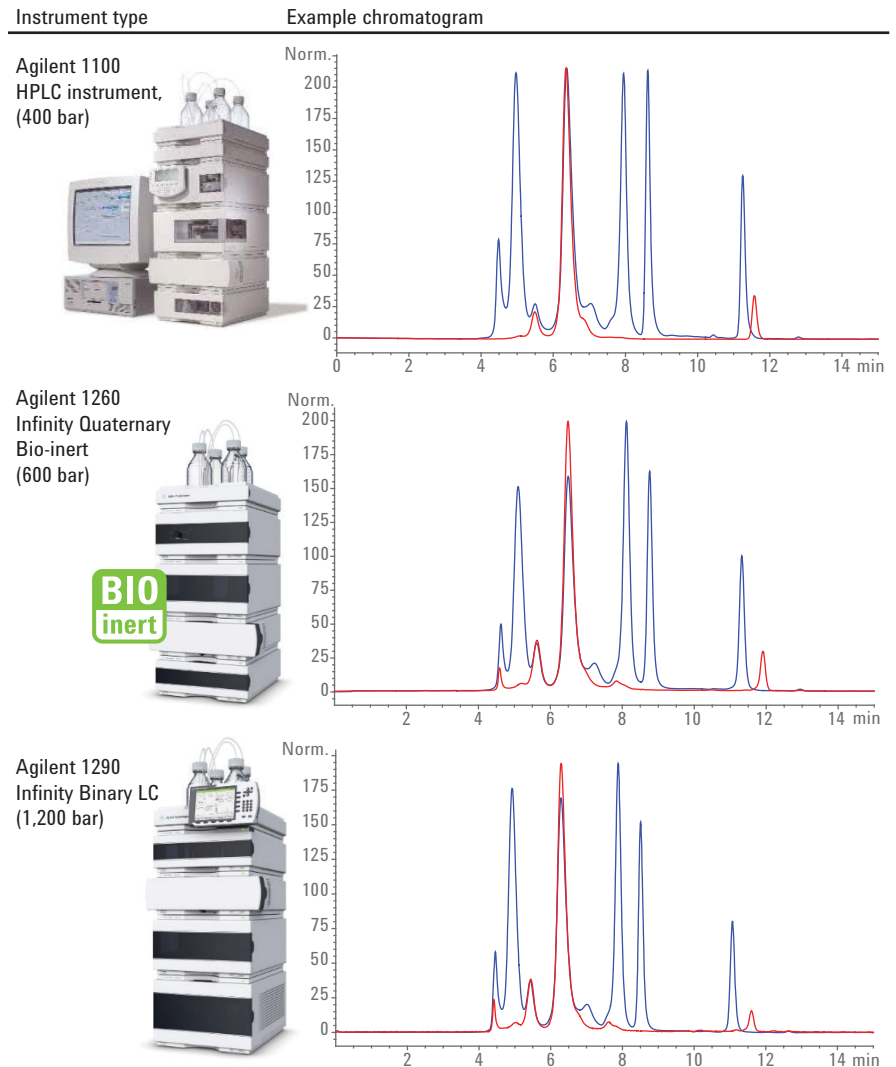 Instrument type
Example chromatogram
Agilent 1100
HPLC instrument,
(400 bar)
Norm.
200
175
150
125
100
75
50
25
0
0 2 4 6 8 10 12 14 min
Agilent 1260
Infinity Quaternary
Bio-inert
(600 bar)
BIO
inert
Norm.
200
175
150
125
100
75
50
25
0
2 4 6 8 10 12 14 min
Agilent 1290
Infinity Binary LC
(1,200 bar)
Norm.
175
150
125
100
75
50
25
0
2 4 6 8 10 12 14 min